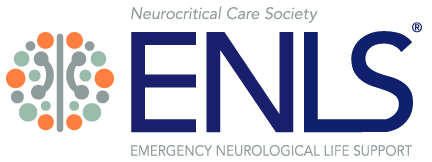 Neurocritical Care Society
ENLS®
EMERGENCY NEUROLOGICAL LIFE SUPPORT